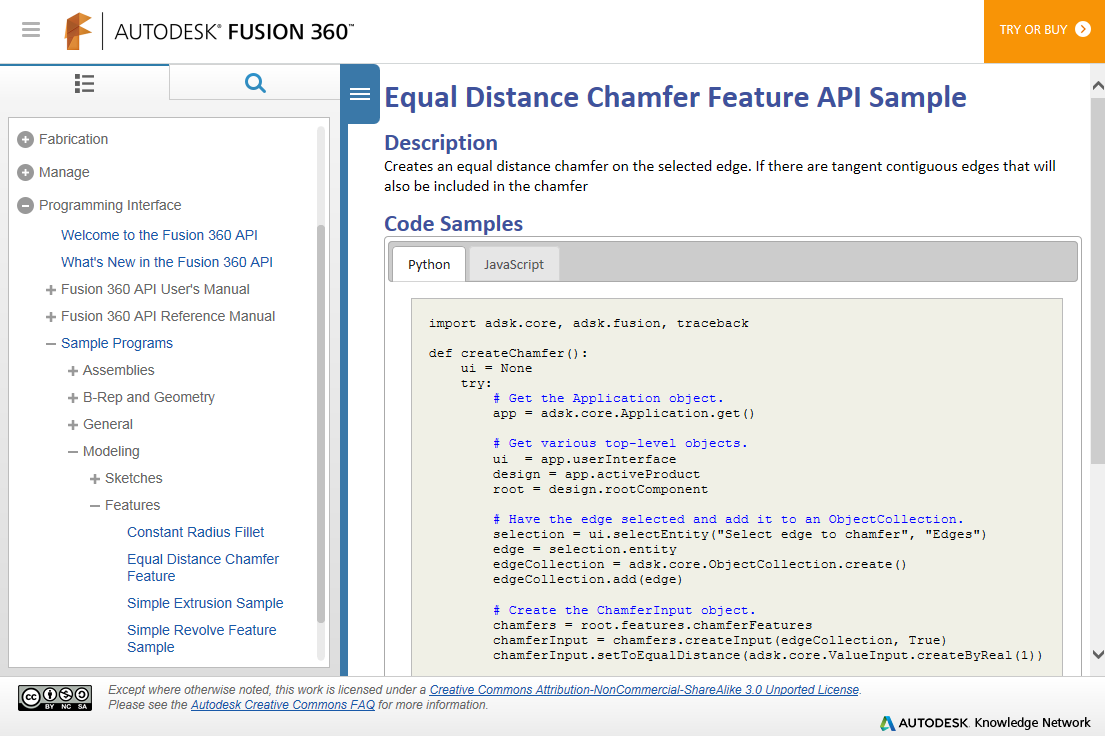 AUTODESK® FUSION 360™
TRY OR BUY
Fabrication
Manage
Programming Interface
Welcome to the Fusion 360 API
What's New in the Fusion 360 API
Fusion 360 API User's Manual
Fusion 360 API Reference Manual
Sample Programs
Assemblies
B-Rep and Geometry
General
Modeling
Sketches
Features
Constant Radius Fillet
Equal Distance Chamfer
Feature
Simple Extrusion Sample
Simple Revolve Feature
Sample
Equal Distance Chamfer Feature API Sample
Description
Creates an equal distance chamfer on the selected edge. If there are tangent contiguous edges that will
also be included in the chamfer
Code Samples
Python JavaScript
import adsk.core, adsk.fusion, traceback
def createChamfer():
    ui = None
    try:
        # Get the Application object.
        app = adsk.core.Application.get()
        # Get various top-level objects.
        ui  = app.userInterface
        design = app.activeProduct
        root = design.rootComponent
        # Have the edge selected and add it to an ObjectCollection.
        selection = ui.selectEntity("Select edge to chamfer", "Edges")
        edge = selection.entity
        edgeCollection = adsk.core.ObjectCollection.create()
        edgeCollection.add(edge)
        # Create the ChamferInput object.
        chamfers = root.features.chamferFeatures
        chamferInput = chamfers.createInput(edgeCollection, True)
        chamferInput.setToEqualDistance(adsk.core.ValueInput.createByReal(1))
cc BY NC SA
Except where otherwise noted, this work is licensed under a Creative Commons Attribution-NonCommercial-ShareAlike 3.0 Unported License.
Please see the Autodesk Creative Commons FAQ for more information.
AUTODESK. Knowledge Network